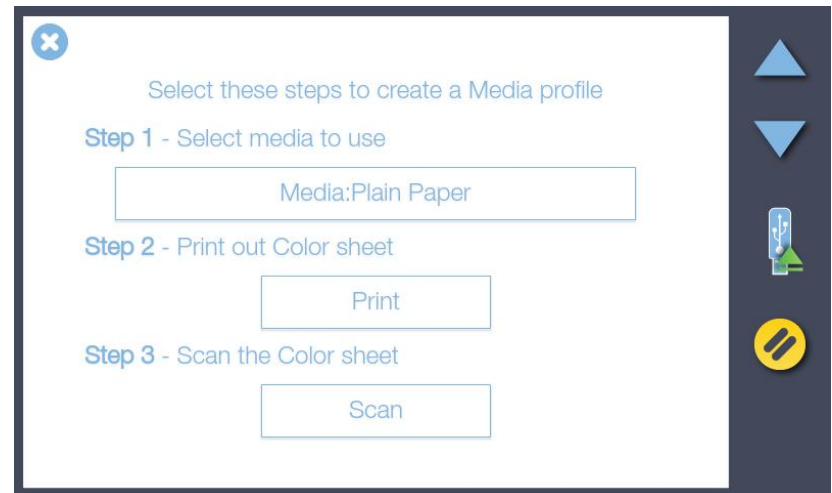 Select these steps to create a Media profile
Step 1 - Select media to use
Media:Plain Paper
Step 2 - Print out Color sheet
Print
Step 3 - Scan the Color sheet
Scan